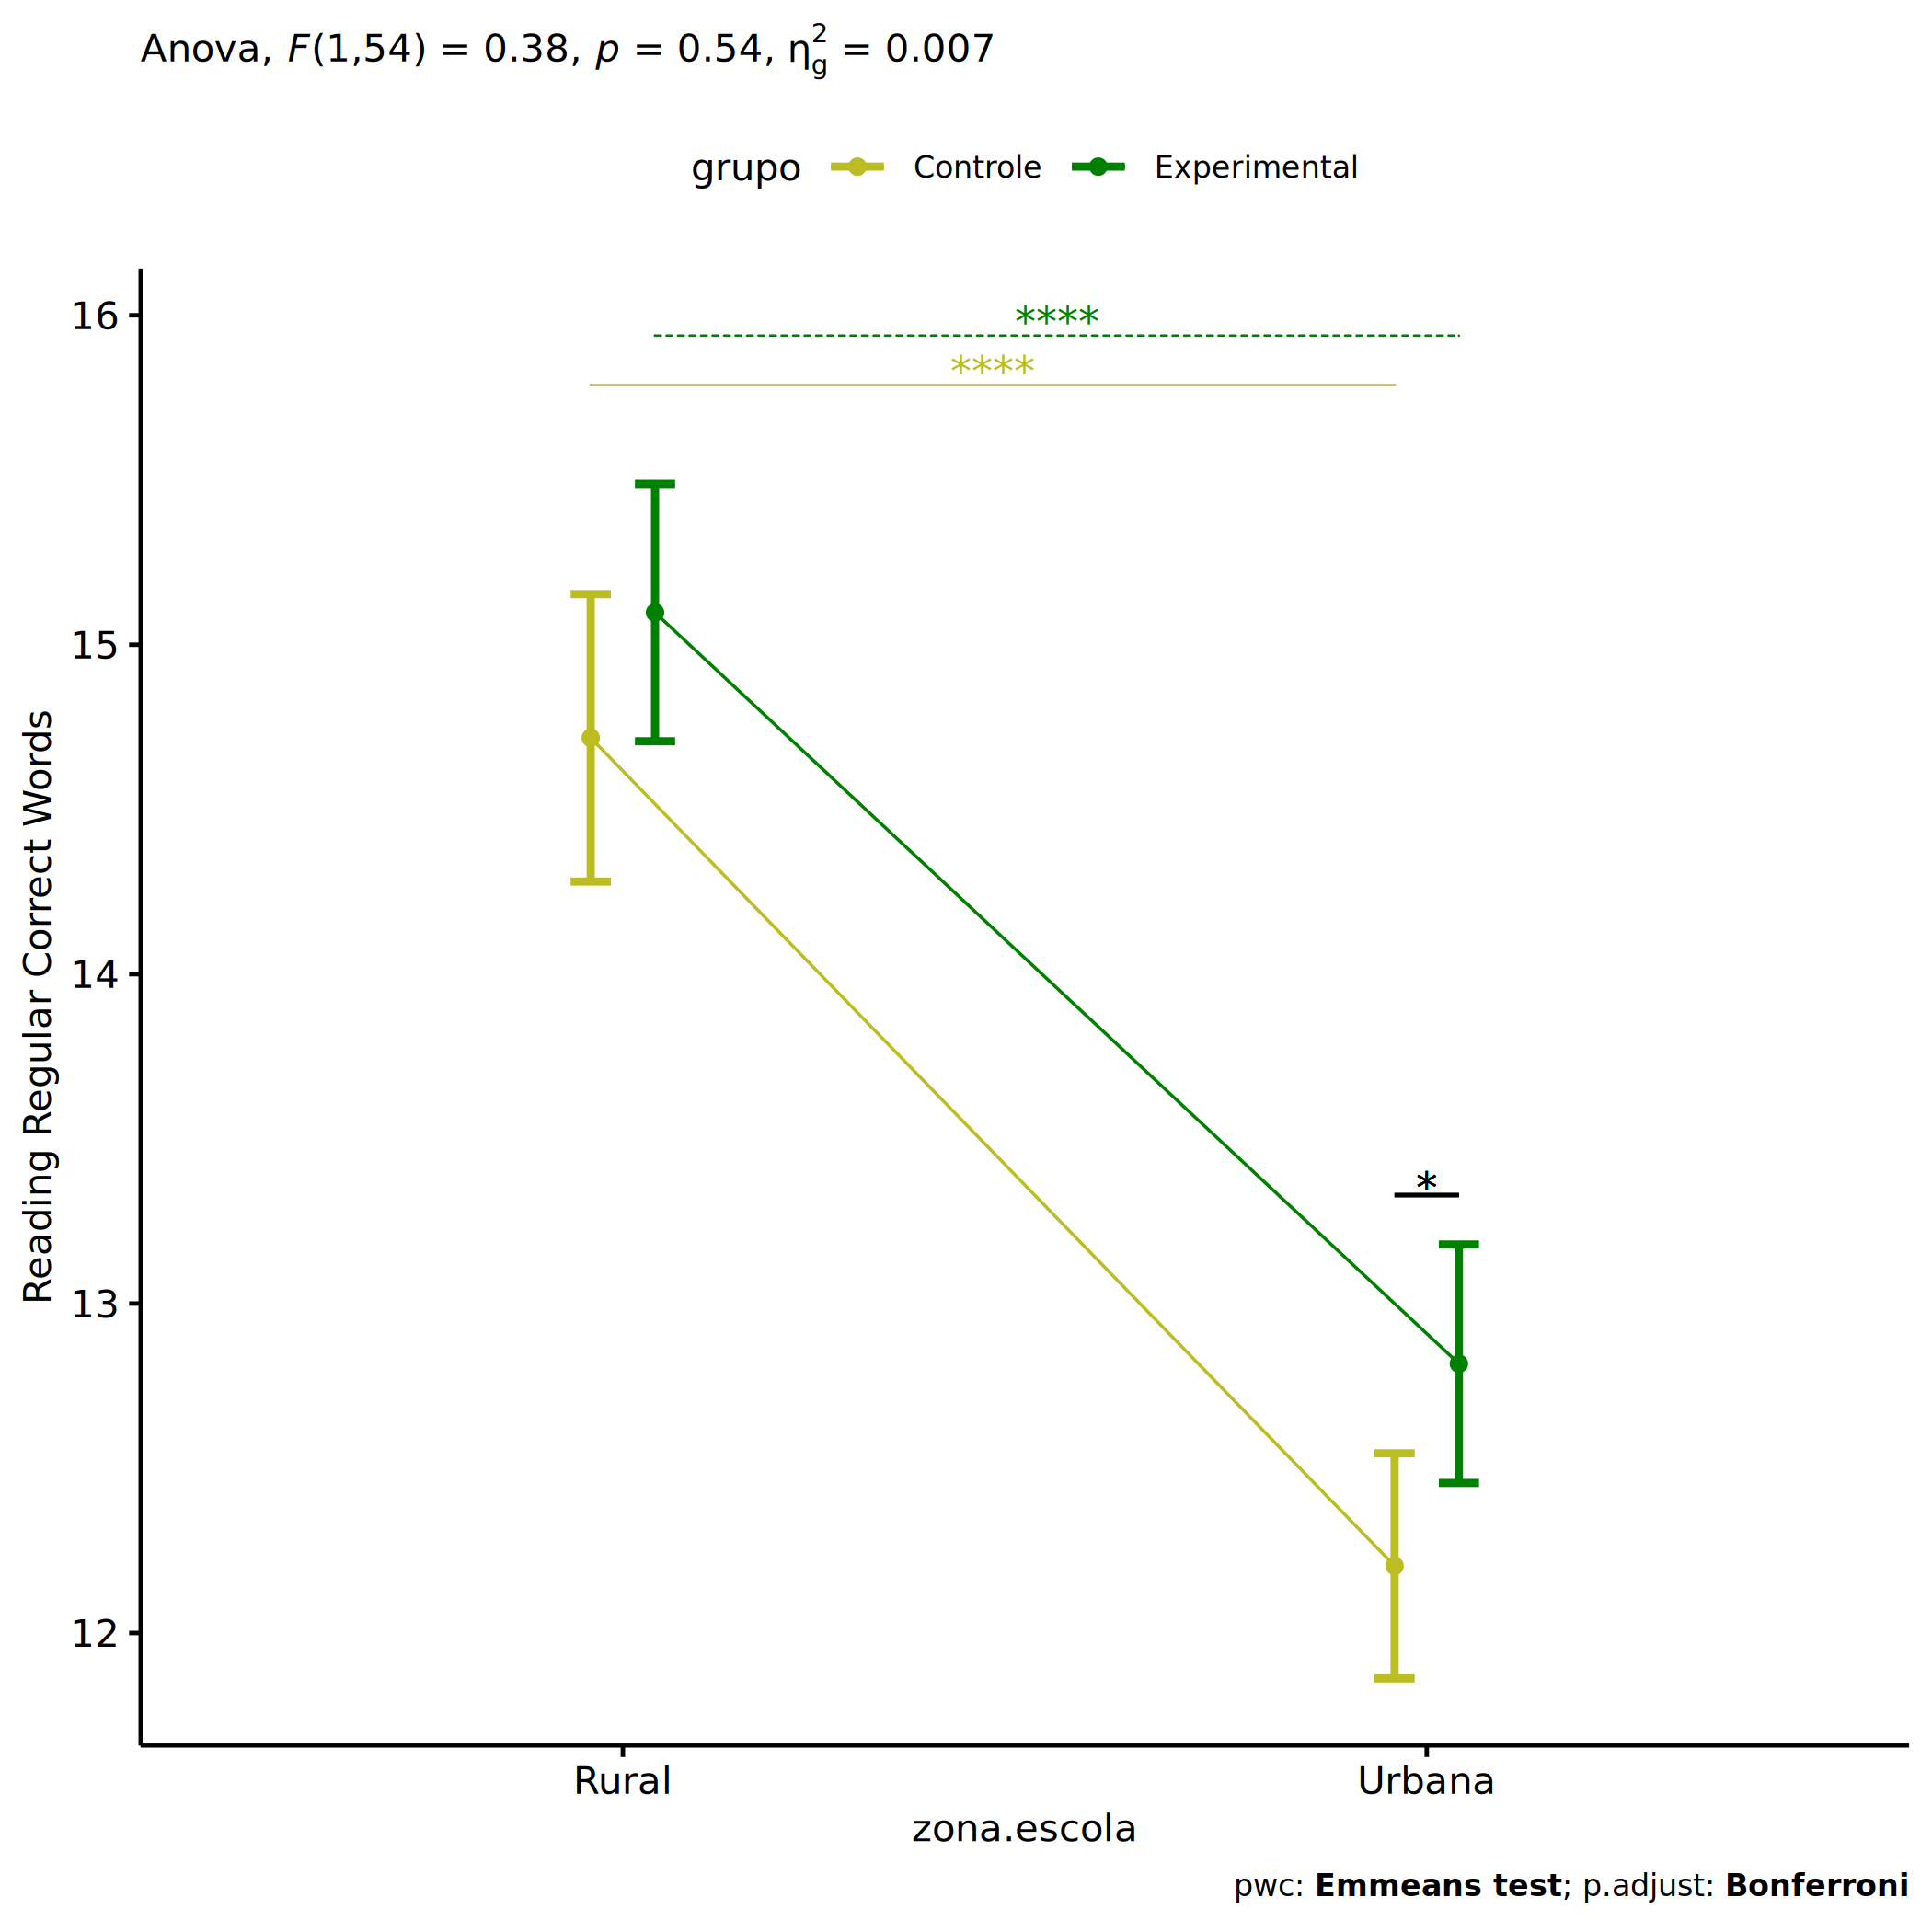 Anova, F(1,54) = 0.38, p = 0.54, η²g = 0.007
grupo Controle Experimental
****
****
*
16
15
14
13
12
Reading Regular Correct Words
Rural Urbana
zona.escola
pwc: Emmeans test; p.adjust: Bonferroni